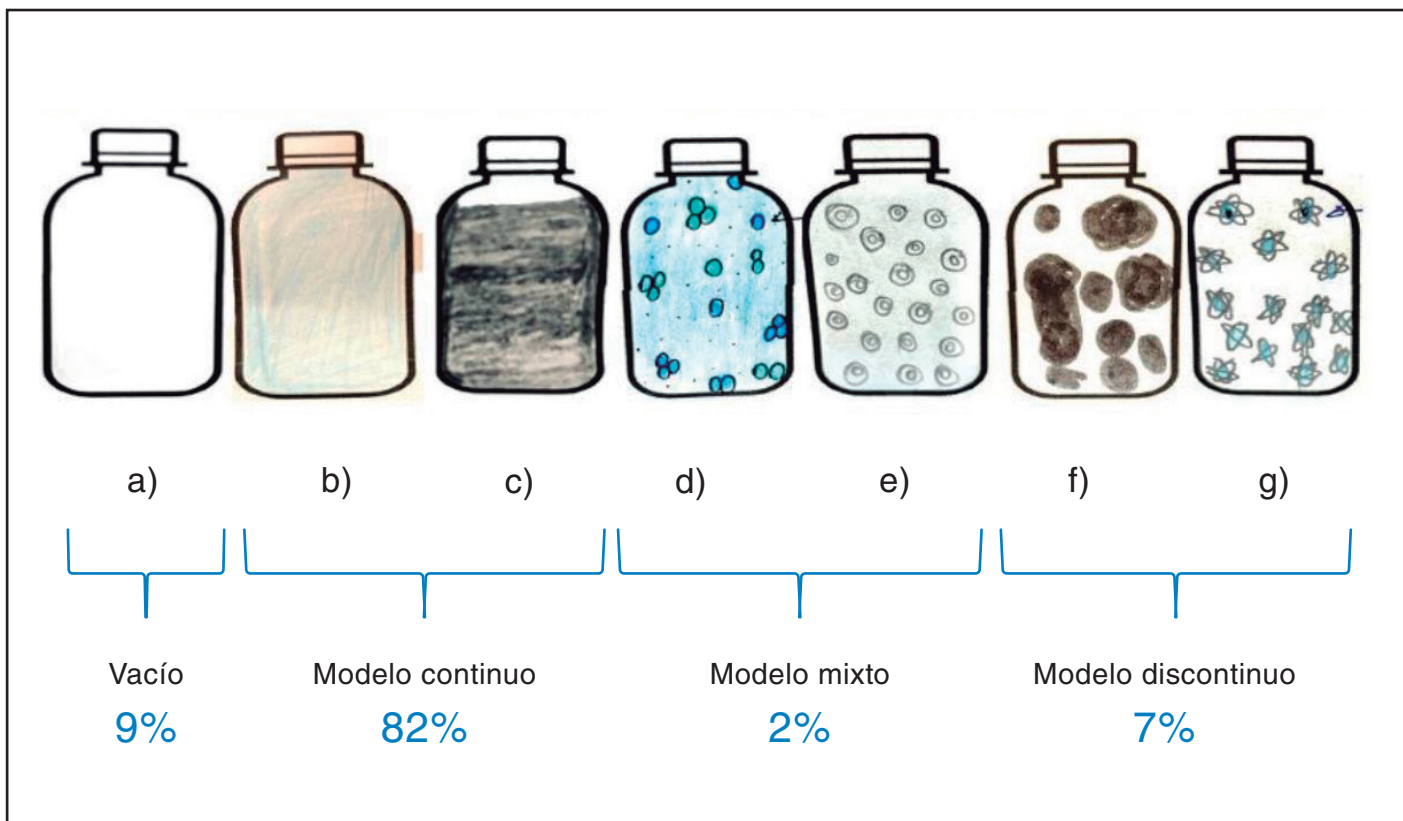 a) b) c) d) e) f) g)
Vacío Modelo continuo Modelo mixto Modelo discontinuo
9% 82% 2% 7%